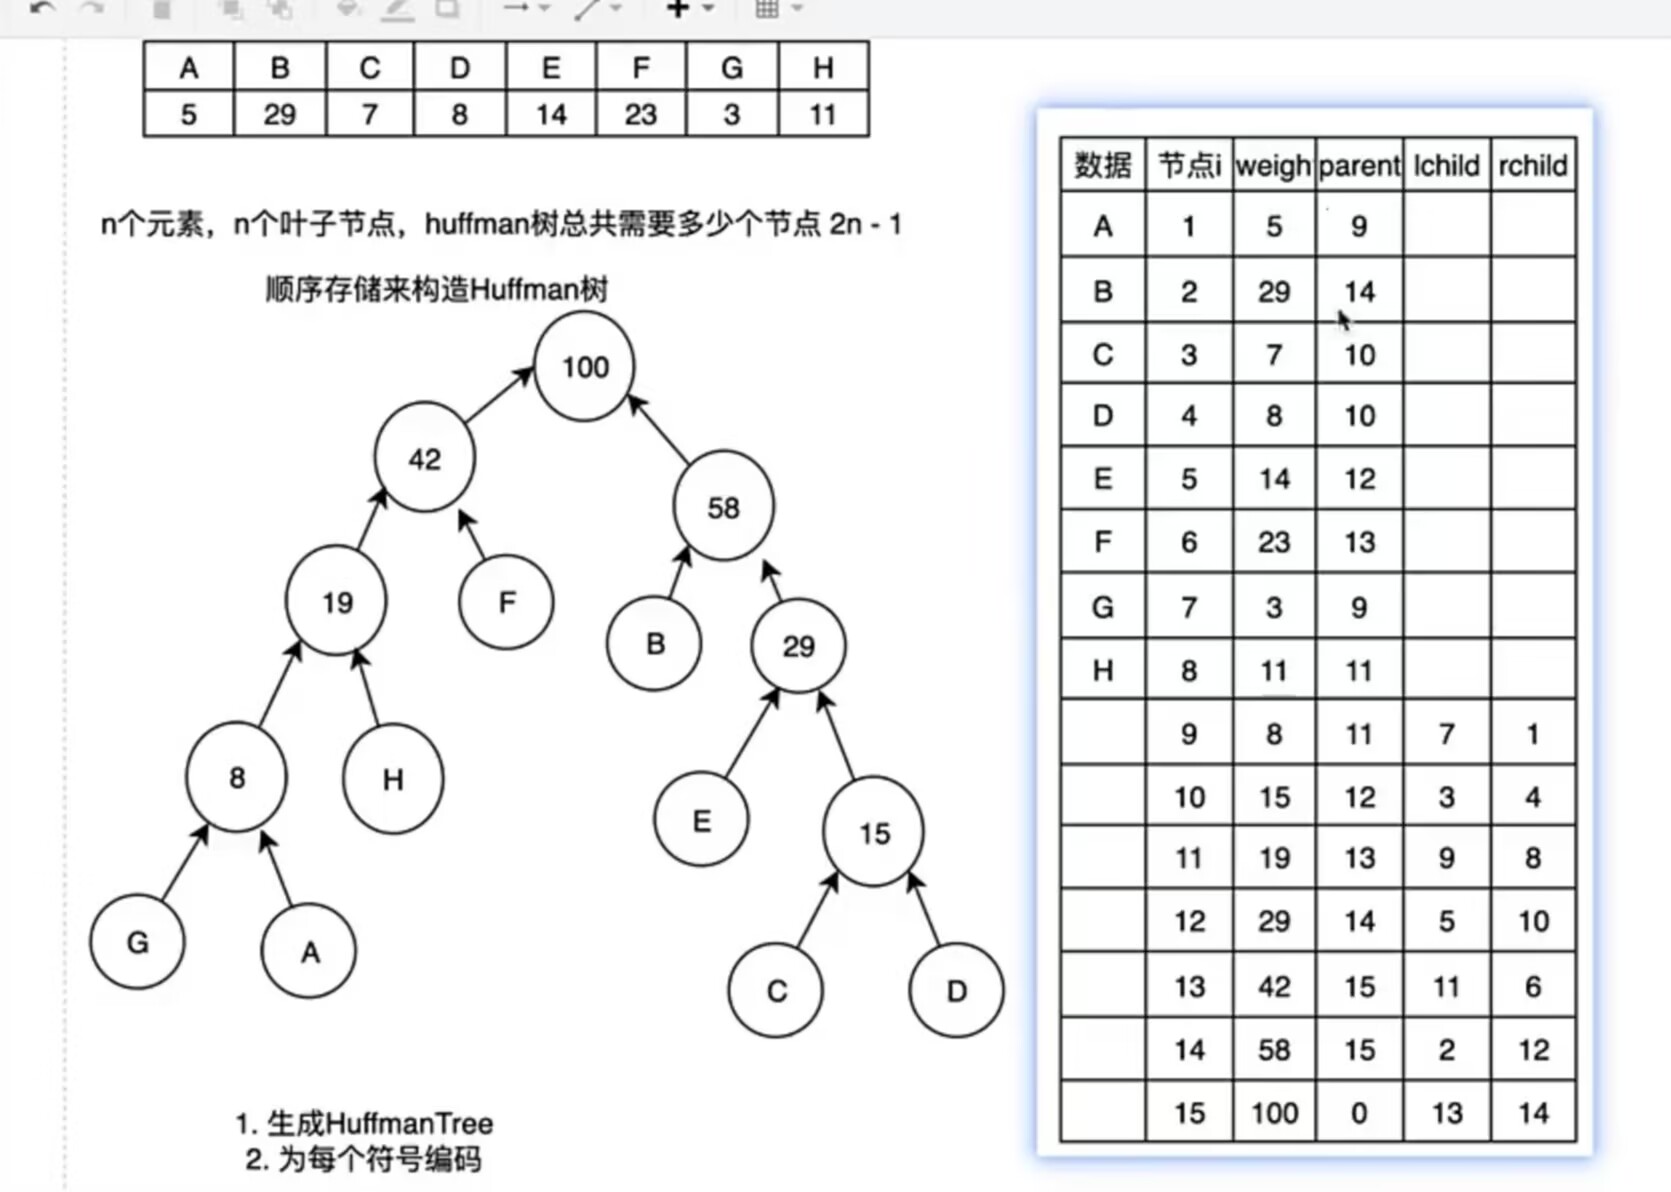 A B C D E F G H
5 29 7 8 14 23 3 11
n个元素，n个叶子节点，huffman树总共需要多少个节点 2n - 1
顺序存储来构造Huffman树
100
42
58
19
F
B
29
8
H
E
15
G
A
C
D
1. 生成HuffmanTree
2. 为每个符号编码
数据 节点i weigh parent lchild rchild
A 1 5 9
B 2 29 14
C 3 7 10
D 4 8 10
E 5 14 12
F 6 23 13
G 7 3 9
H 8 11 11
9 8 11 7 1
10 15 12 3 4
11 19 13 9 8
12 29 14 5 10
13 42 15 11 6
14 58 15 2 12
15 100 0 13 14